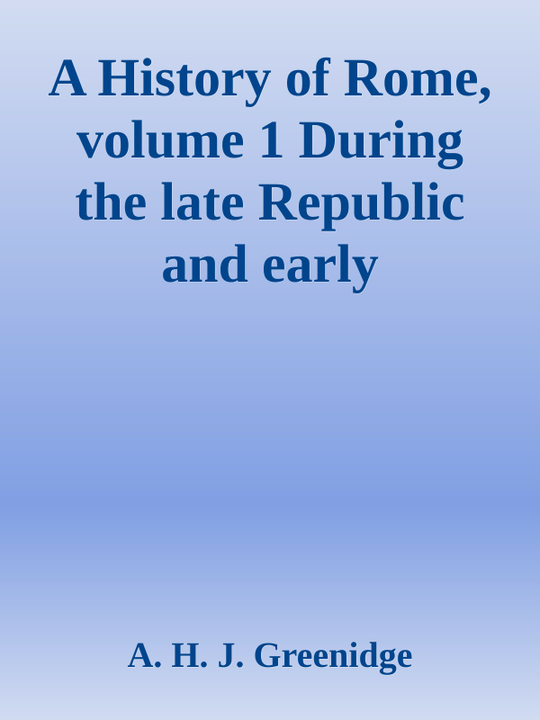 A History of Rome,
volume 1 During
the late Republic
and early
A. H. J. Greenidge